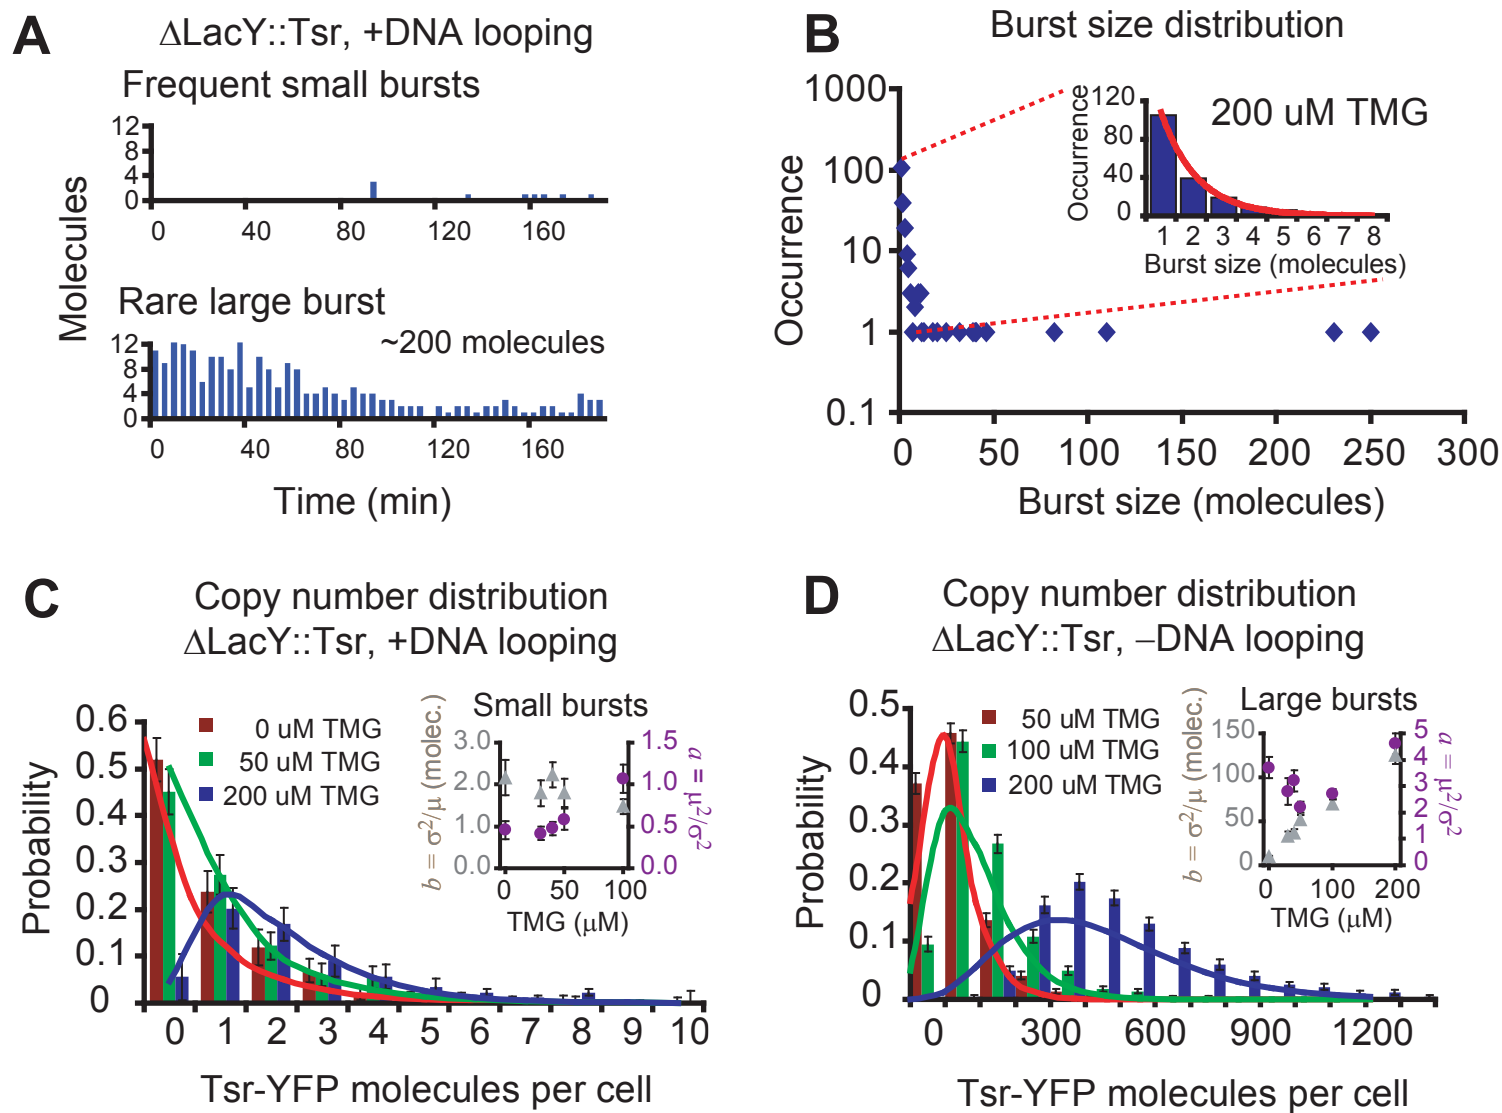 A
ΔLacY::Tsr, +DNA looping
Frequent small bursts
12
8
4
0
0 40 80 120 160
Molecules
Rare large burst
~200 molecules
12
8
4
0
0 40 80 120 160
Time (min)
B
Burst size distribution
1000
100
10
1
0.1
Occurrence
0 50 100 150 200 250 300
Burst size (molecules)
200 uM TMG
120
80
40
0
Occurrence
1 2 3 4 5 6 7 8
Burst size (molecules)
C
Copy number distribution
ΔLacY::Tsr, +DNA looping
0.6
0.5
0.4
0.3
0.2
0.1
0
Probability
0 uM TMG
50 uM TMG
200 uM TMG
Small bursts
b = σ²/μ (molec.)
3.0
2.0
1.0
0.0
1.5
1.0
0.5
0.0
a = μ²/σ²
0 50 100
TMG (μM)
0 1 2 3 4 5 6 7 8 9 10
Tsr-YFP molecules per cell
D
Copy number distribution
ΔLacY::Tsr, –DNA looping
0.5
0.4
0.3
0.2
0.1
0
Probability
50 uM TMG
100 uM TMG
200 uM TMG
Large bursts
b = σ²/μ (molec.)
150
100
50
0
5
4
3
2
1
0
a = μ²/σ²
0 100 200
TMG (μM)
0 300 600 900 1200
Tsr-YFP molecules per cell